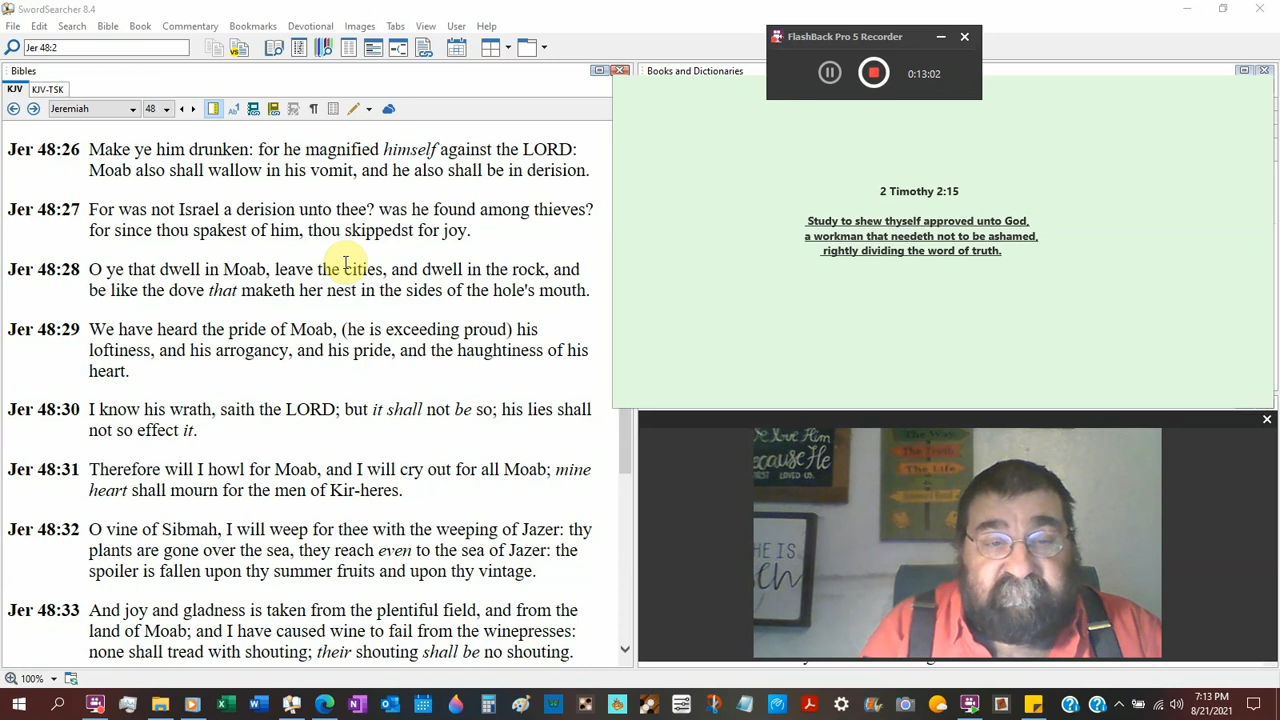 SwordSearcher 8.4
File Edit Search Bible Book Commentary Bookmarks Devotional Images Tabs View User Help
Jer 48:2
FlashBack Pro 5 Recorder
0:13:02
Bibles
Books and Dictionaries
KJV KJV-TSK
Jeremiah 48
Jer 48:26 Make ye him drunken: for he magnified himself against the LORD:
Moab also shall wallow in his vomit, and he also shall be in derision.
Jer 48:27 For was not Israel a derision unto thee? was he found among thieves?
for since thou spakest of him, thou skippedst for joy.
Jer 48:28 O ye that dwell in Moab, leave the cities, and dwell in the rock, and
be like the dove that maketh her nest in the sides of the hole's mouth.
Jer 48:29 We have heard the pride of Moab, (he is exceeding proud) his
loftiness, and his arrogancy, and his pride, and the haughtiness of his
heart.
Jer 48:30 I know his wrath, saith the LORD; but it shall not be so; his lies shall
not so effect it.
Jer 48:31 Therefore will I howl for Moab, and I will cry out for all Moab; mine
heart shall mourn for the men of Kir-heres.
Jer 48:32 O vine of Sibmah, I will weep for thee with the weeping of Jazer: thy
plants are gone over the sea, they reach even to the sea of Jazer: the
spoiler is fallen upon thy summer fruits and upon thy vintage.
Jer 48:33 And joy and gladness is taken from the plentiful field, and from the
land of Moab; and I have caused wine to fail from the winepresses:
none shall tread with shouting; their shouting shall be no shouting.
2 Timothy 2:15
Study to shew thyself approved unto God,
a workman that needeth not to be ashamed,
rightly dividing the word of truth.
We Love Him
Because He
FIRST LOVED US.
The Way
The Truth
The Life
HE IS
100%
7:13 PM
8/21/2021